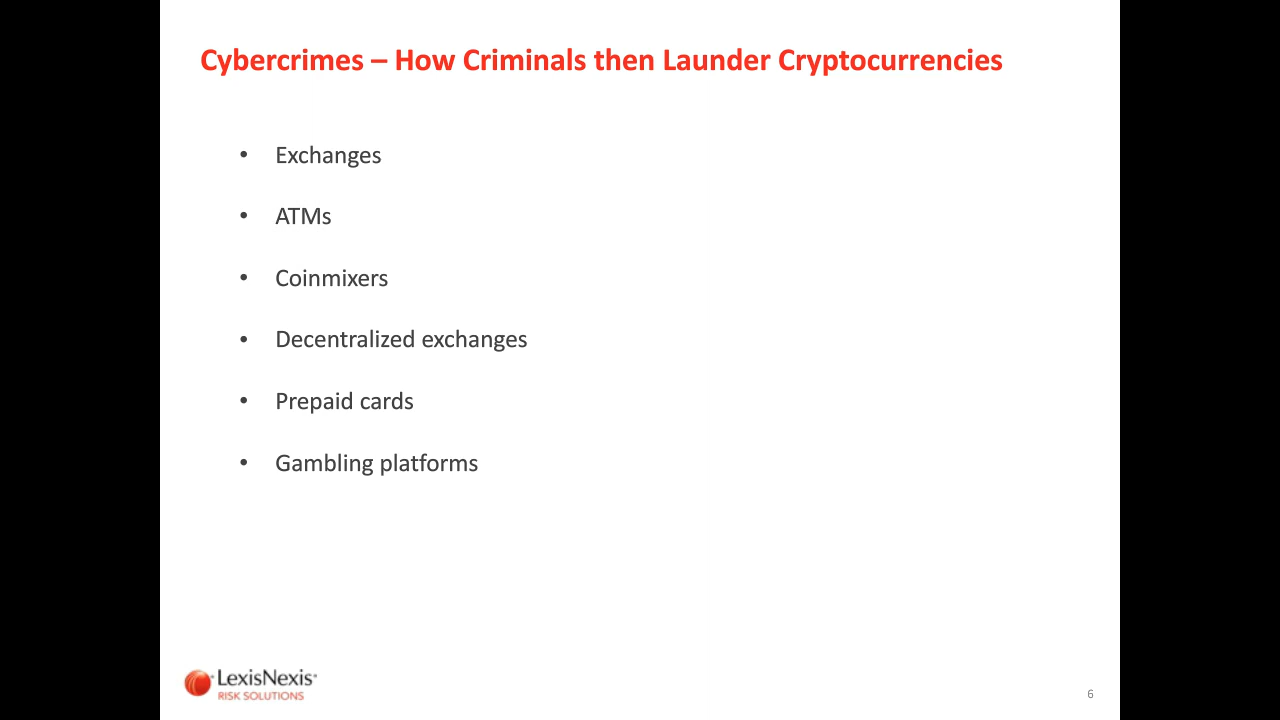 Cybercrimes – How Criminals then Launder Cryptocurrencies
• Exchanges
• ATMs
• Coinmixers
• Decentralized exchanges
• Prepaid cards
• Gambling platforms
LexisNexis
RISK SOLUTIONS
6